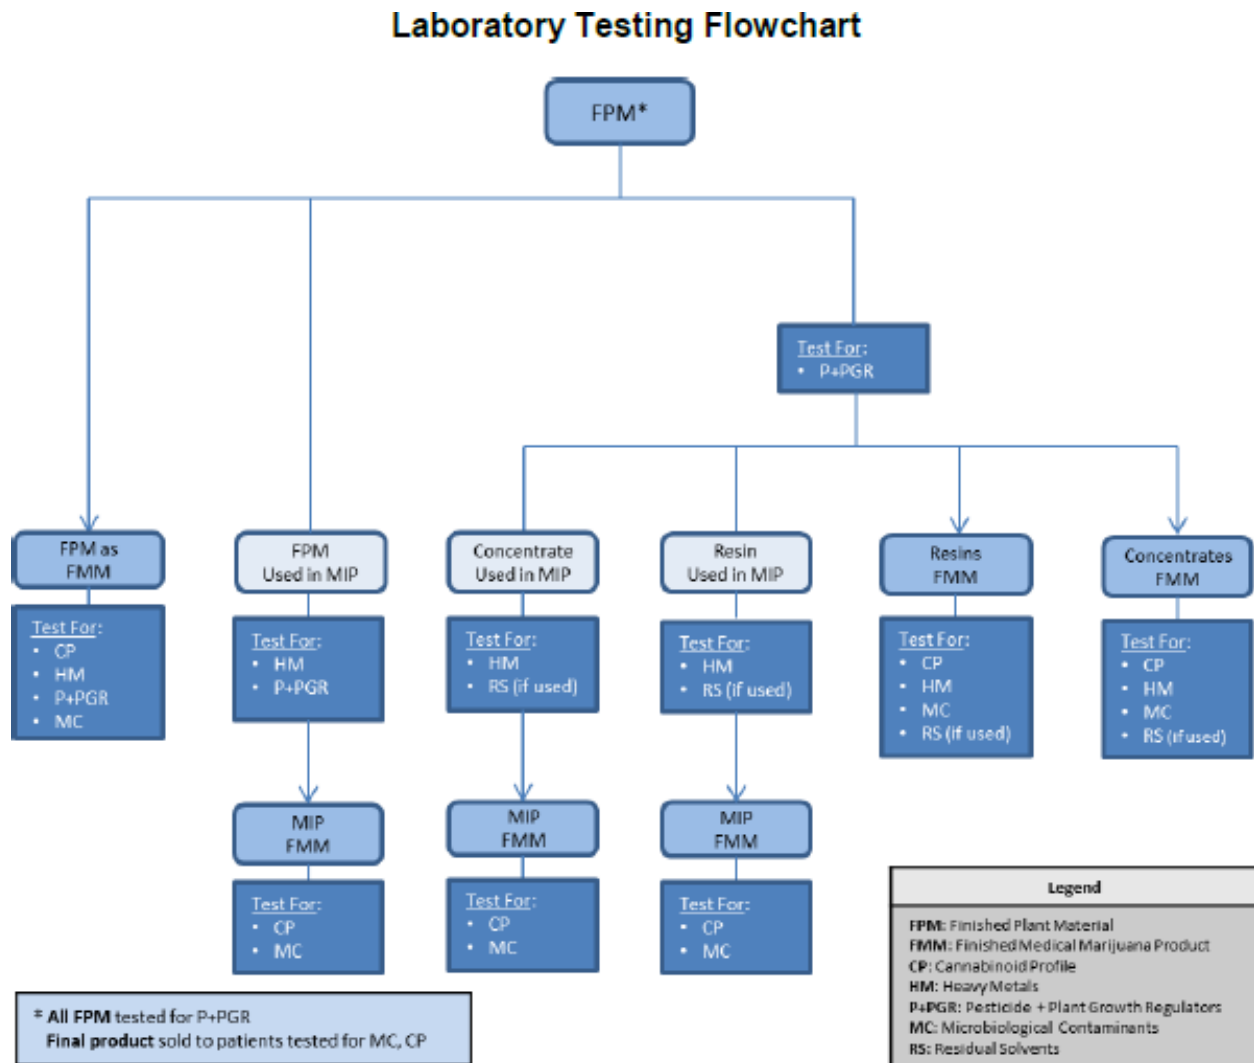 Laboratory Testing Flowchart
FPM*
Test For:
• P+PGR
FPM as
FMM
Test For:
• CP
• HM
• P+PGR
• MC
FPM
Used in MIP
Test For:
• HM
• P+PGR
MIP
FMM
Test For:
• CP
• MC
Concentrate
Used in MIP
Test For:
• HM
• RS (if used)
MIP
FMM
Test For:
• CP
• MC
Resin
Used in MIP
Test For:
• HM
• RS (if used)
MIP
FMM
Test For:
• CP
• MC
Resins
FMM
Test For:
• CP
• HM
• MC
• RS (if used)
Concentrates
FMM
Test For:
• CP
• HM
• MC
• RS (if used)
* All FPM tested for P+PGR
Final product sold to patients tested for MC, CP
Legend
FPM: Finished Plant Material
FMM: Finished Medical Marijuana Product
CP: Cannabinoid Profile
HM: Heavy Metals
P+PGR: Pesticide + Plant Growth Regulators
MC: Microbiological Contaminants
RS: Residual Solvents